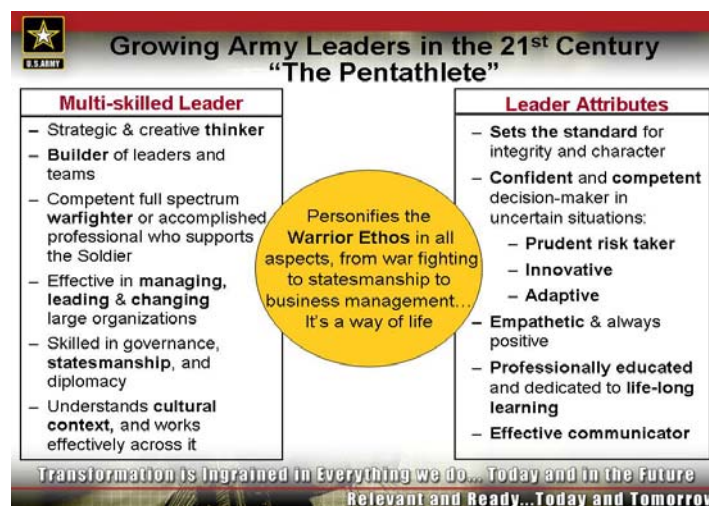 U.S.ARMY
Growing Army Leaders in the 21st Century
“The Pentathlete”
Multi-skilled Leader
– Strategic & creative thinker
– Builder of leaders and
teams
– Competent full spectrum
warfighter or accomplished
professional who supports
the Soldier
– Effective in managing,
leading & changing
large organizations
– Skilled in governance,
statesmanship, and
diplomacy
– Understands cultural
context, and works
effectively across it
Personifies the
Warrior Ethos in all
aspects, from war fighting
to statesmanship to
business management...
It's a way of life
Leader Attributes
– Sets the standard for
integrity and character
– Confident and competent
decision-maker in
uncertain situations:
– Prudent risk taker
– Innovative
– Adaptive
– Empathetic & always
positive
– Professionally educated
and dedicated to life-long
learning
– Effective communicator
Transformation is Ingrained in Everything we do... Today and in the Future
Relevant and Ready...Today and Tomorrow